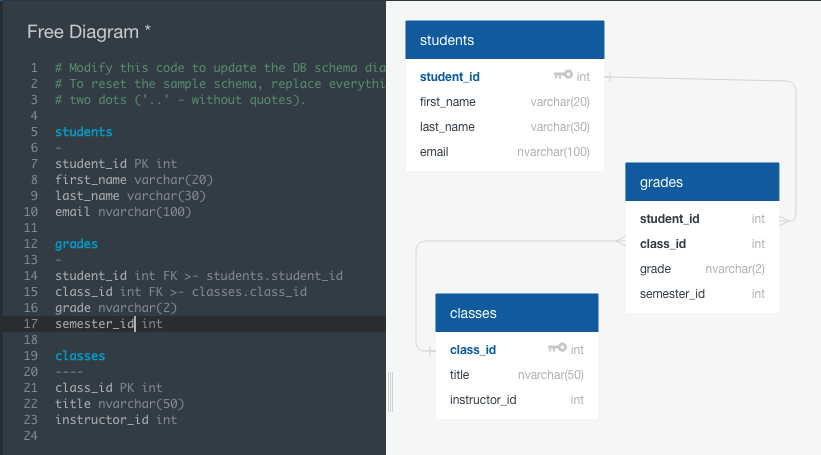 Free Diagram *
1 # Modify this code to update the DB schema dia
2 # To reset the sample schema, replace everythi
3 # two dots ('..' - without quotes).
4
5 students
6 -
7 student_id PK int
8 first_name varchar(20)
9 last_name varchar(30)
10 email nvarchar(100)
11
12 grades
13 -
14 student_id int FK >- students.student_id
15 class_id int FK >- classes.class_id
16 grade nvarchar(2)
17 semester_id int
18
19 classes
20 ----
21 class_id PK int
22 title nvarchar(50)
23 instructor_id int
24
students
student_id int
first_name varchar(20)
last_name varchar(30)
email nvarchar(100)
grades
student_id int
class_id int
grade nvarchar(2)
semester_id int
classes
class_id int
title nvarchar(50)
instructor_id int